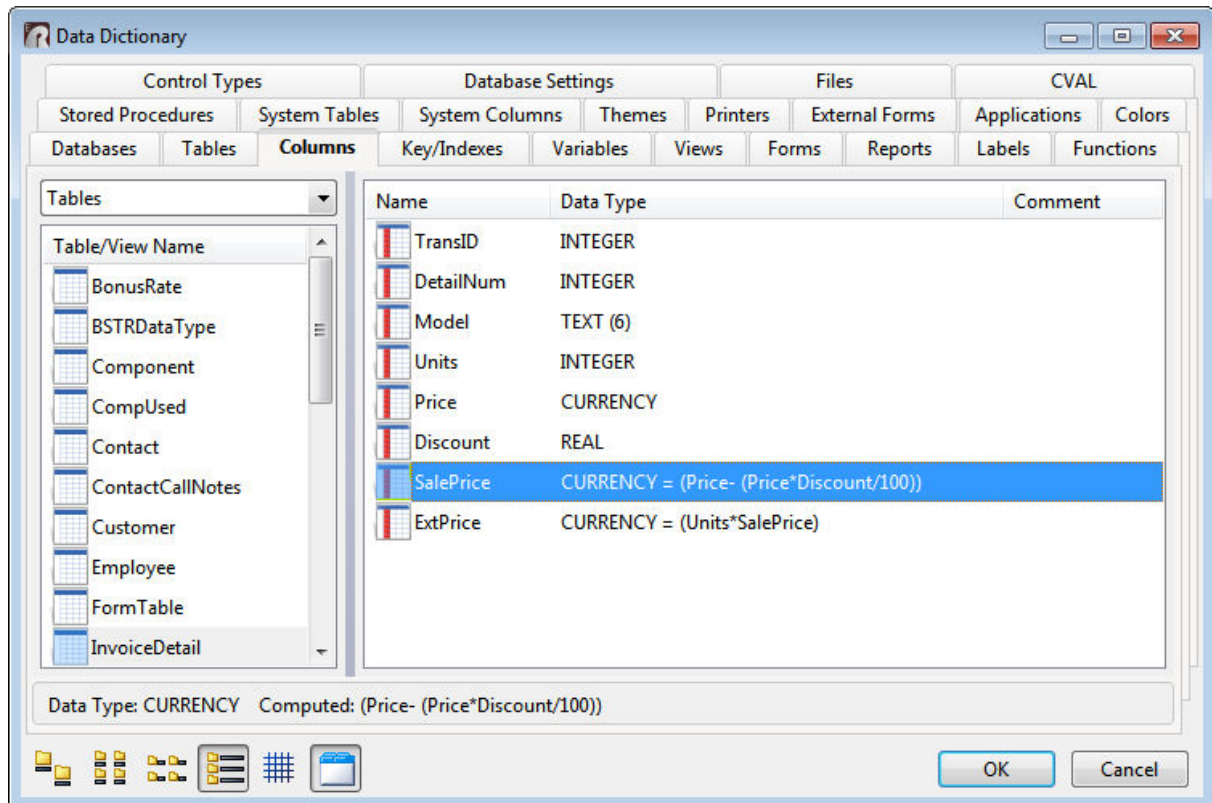 Data Dictionary
Control Types Database Settings Files CVAL
Stored Procedures System Tables System Columns Themes Printers External Forms Applications Colors
Databases Tables Columns Key/Indexes Variables Views Forms Reports Labels Functions
Tables
Table/View Name
BonusRate
BSTRDataType
Component
CompUsed
Contact
ContactCallNotes
Customer
Employee
FormTable
InvoiceDetail
Name Data Type Comment
TransID INTEGER
DetailNum INTEGER
Model TEXT (6)
Units INTEGER
Price CURRENCY
Discount REAL
SalePrice CURRENCY = (Price- (Price*Discount/100))
ExtPrice CURRENCY = (Units*SalePrice)
Data Type: CURRENCY Computed: (Price- (Price*Discount/100))
OK Cancel